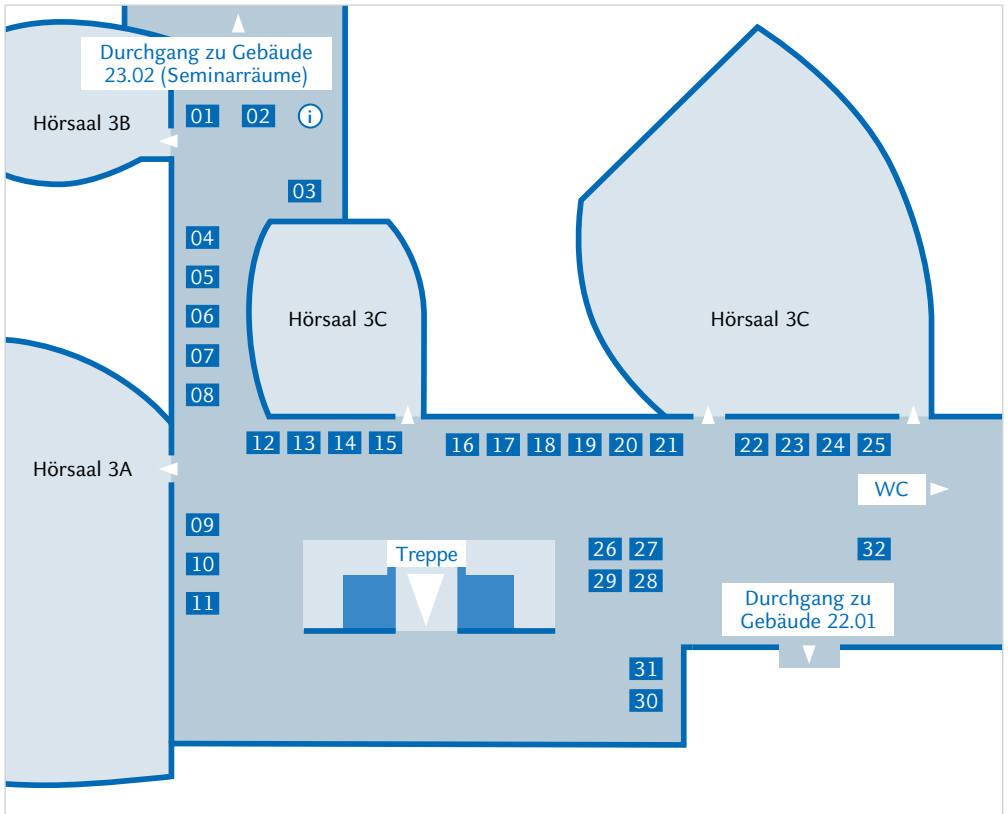 Durchgang zu Gebäude
23.02 (Seminarräume)
Hörsaal 3B
01
02
i
03
04
05
06
07
08
Hörsaal 3C
Hörsaal 3C
12
13
14
15
16
17
18
19
20
21
22
23
24
25
Hörsaal 3A
WC
09
10
11
Treppe
26
27
29
28
32
Durchgang zu
Gebäude 22.01
31
30